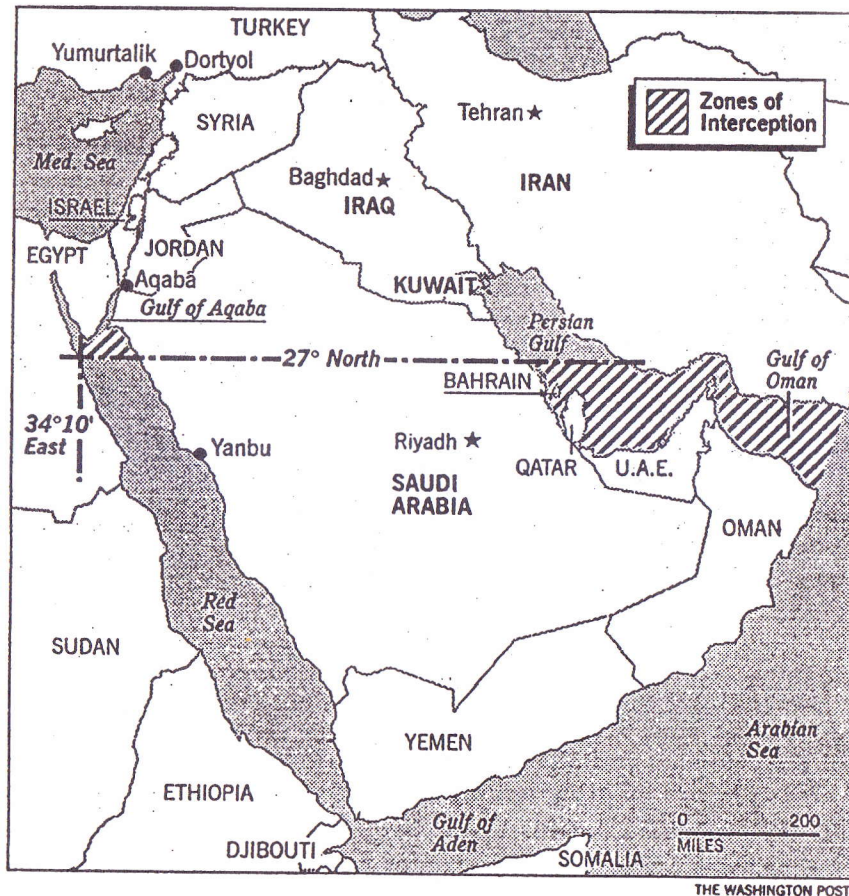 TURKEY
Yumurtalik
Dortyol
Zones of
Interception
Tehran
SYRIA
Med. Sea
Baghdad
IRAQ
IRAN
ISRAEL
JORDAN
EGYPT
Aqaba
Gulf of Aqaba
KUWAIT
Persian
Gulf
27° North
Gulf of
Oman
BAHRAIN
34°10'
East
Yanbu
Riyadh
QATAR
U.A.E.
SAUDI
ARABIA
OMAN
Red
Sea
SUDAN
Arabian
Sea
YEMEN
ETHIOPIA
0 200
MILES
Gulf of
Aden
DJIBOUTI
SOMALIA
THE WASHINGTON POST